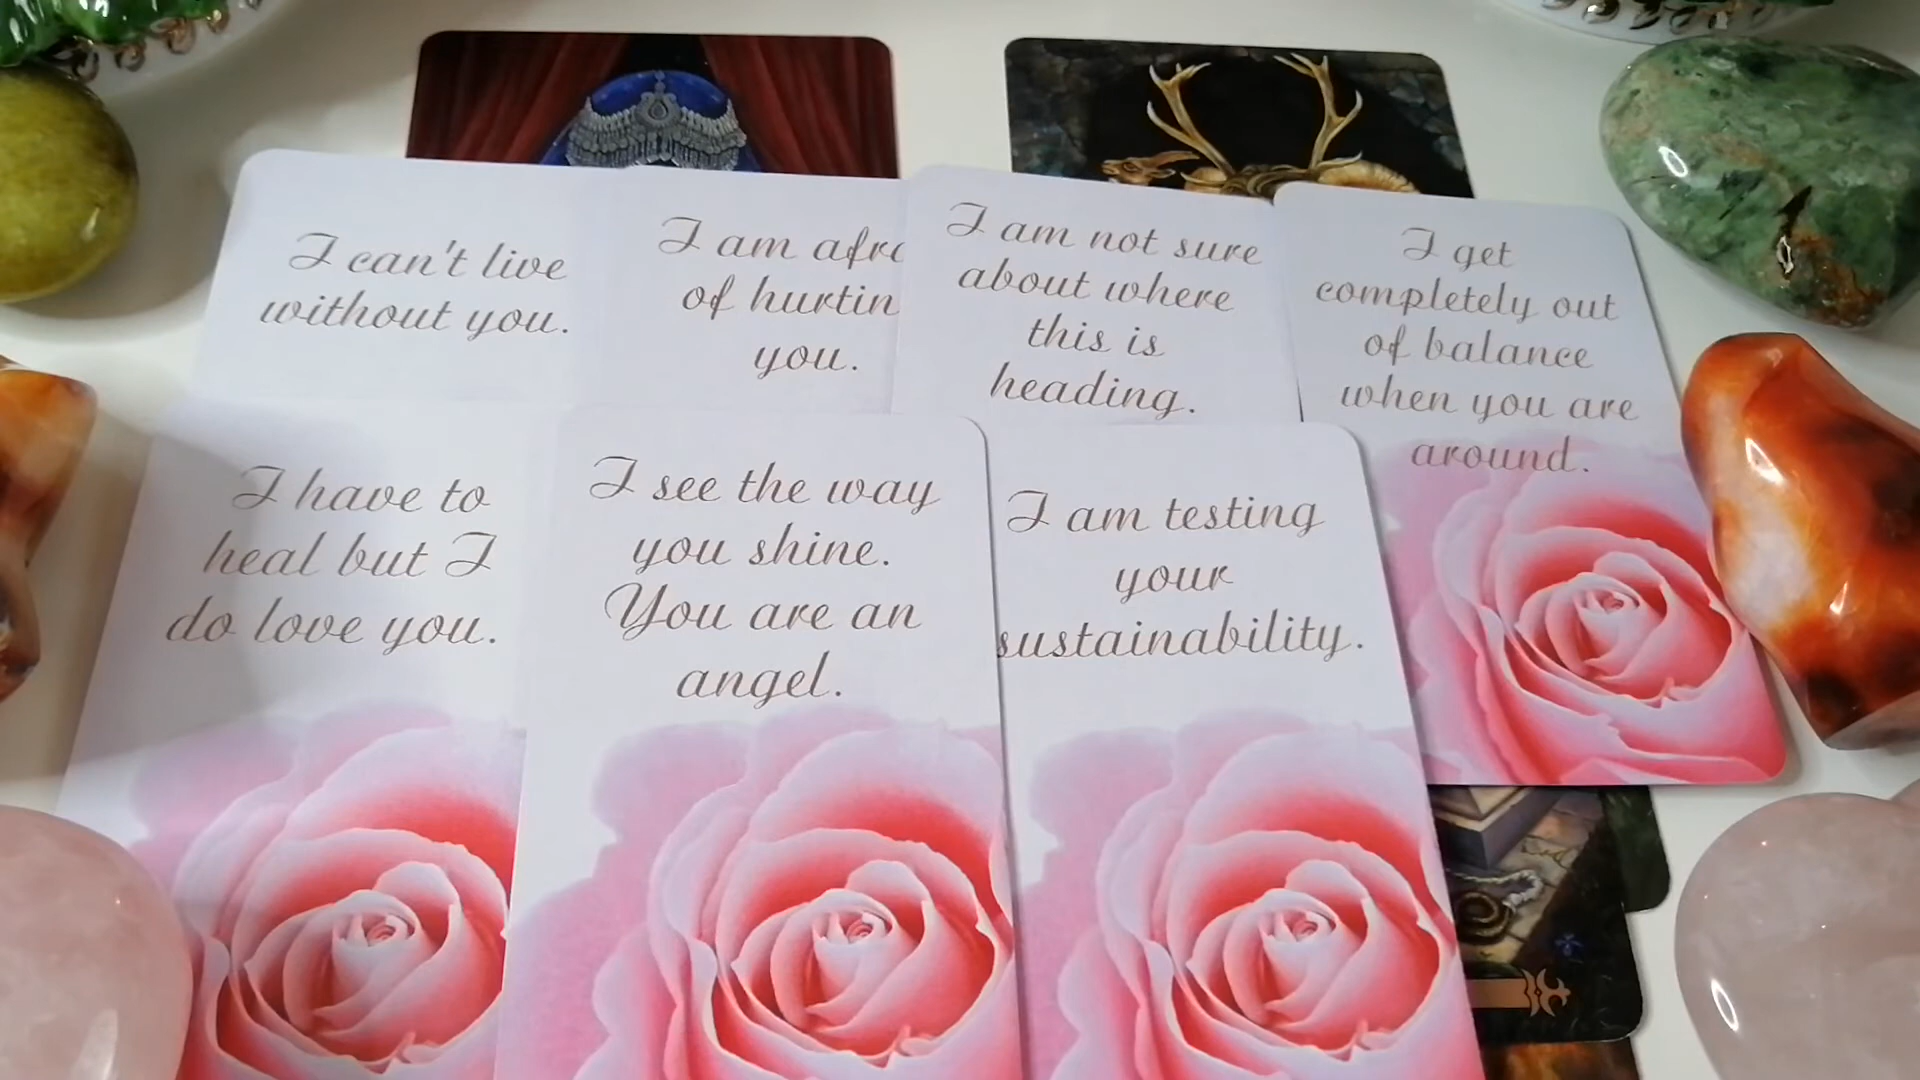 I can't live
without you.
I am afra
of hurtin
you.
I am not sure
about where
this is
heading.
I get
completely out
of balance
when you are
around.
I have to
heal but I
do love you.
I see the way
you shine.
You are an
angel.
I am testing
your
sustainability.